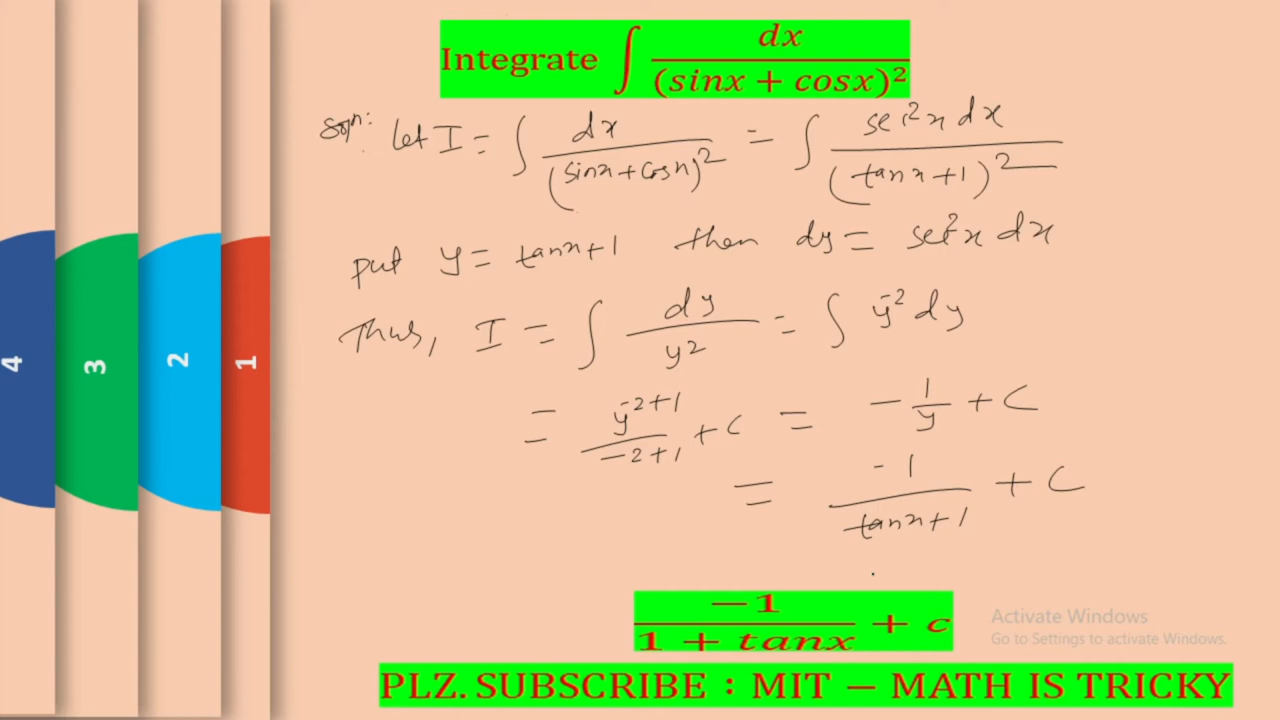 Integrate ∫ dx / (sinx + cosx)²
Soln: let I = ∫ dx / (sinx + cosx)² = ∫ sec²x dx / (tanx + 1)²
put y = tanx + 1 then dy = sec²x dx
Thus, I = ∫ dy / y² = ∫ y⁻² dy
= y⁻²⁺¹ / -2+1 + c = - 1/y + C
= -1 / tanx + 1 + C
−1 / 1 + tanx + c
4
3
2
1
Activate Windows
Go to Settings to activate Windows.
PLZ. SUBSCRIBE : MIT − MATH IS TRICKY